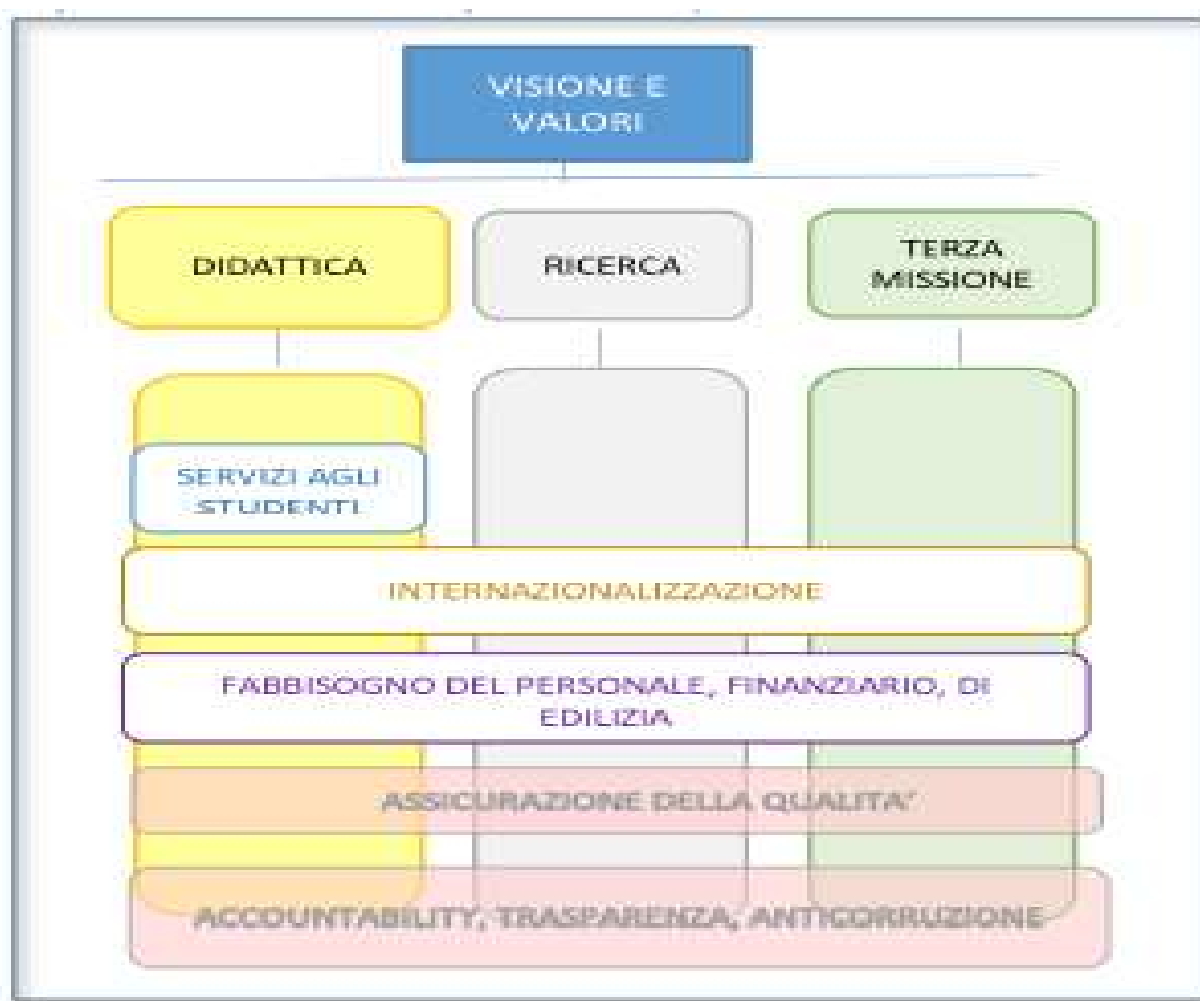 VISIONE E
VALORI
DIDATTICA
RICERCA
TERZA
MISSIONE
SERVIZI AGLI
STUDENTI
INTERNAZIONALIZZAZIONE
FABBISOGNO DEL PERSONALE, FINANZIARIO, DI
EDILIZIA
ASSICURAZIONE DELLA QUALITA'
ACCOUNTABILITY, TRASPARENZA, ANTICORRUZIONE